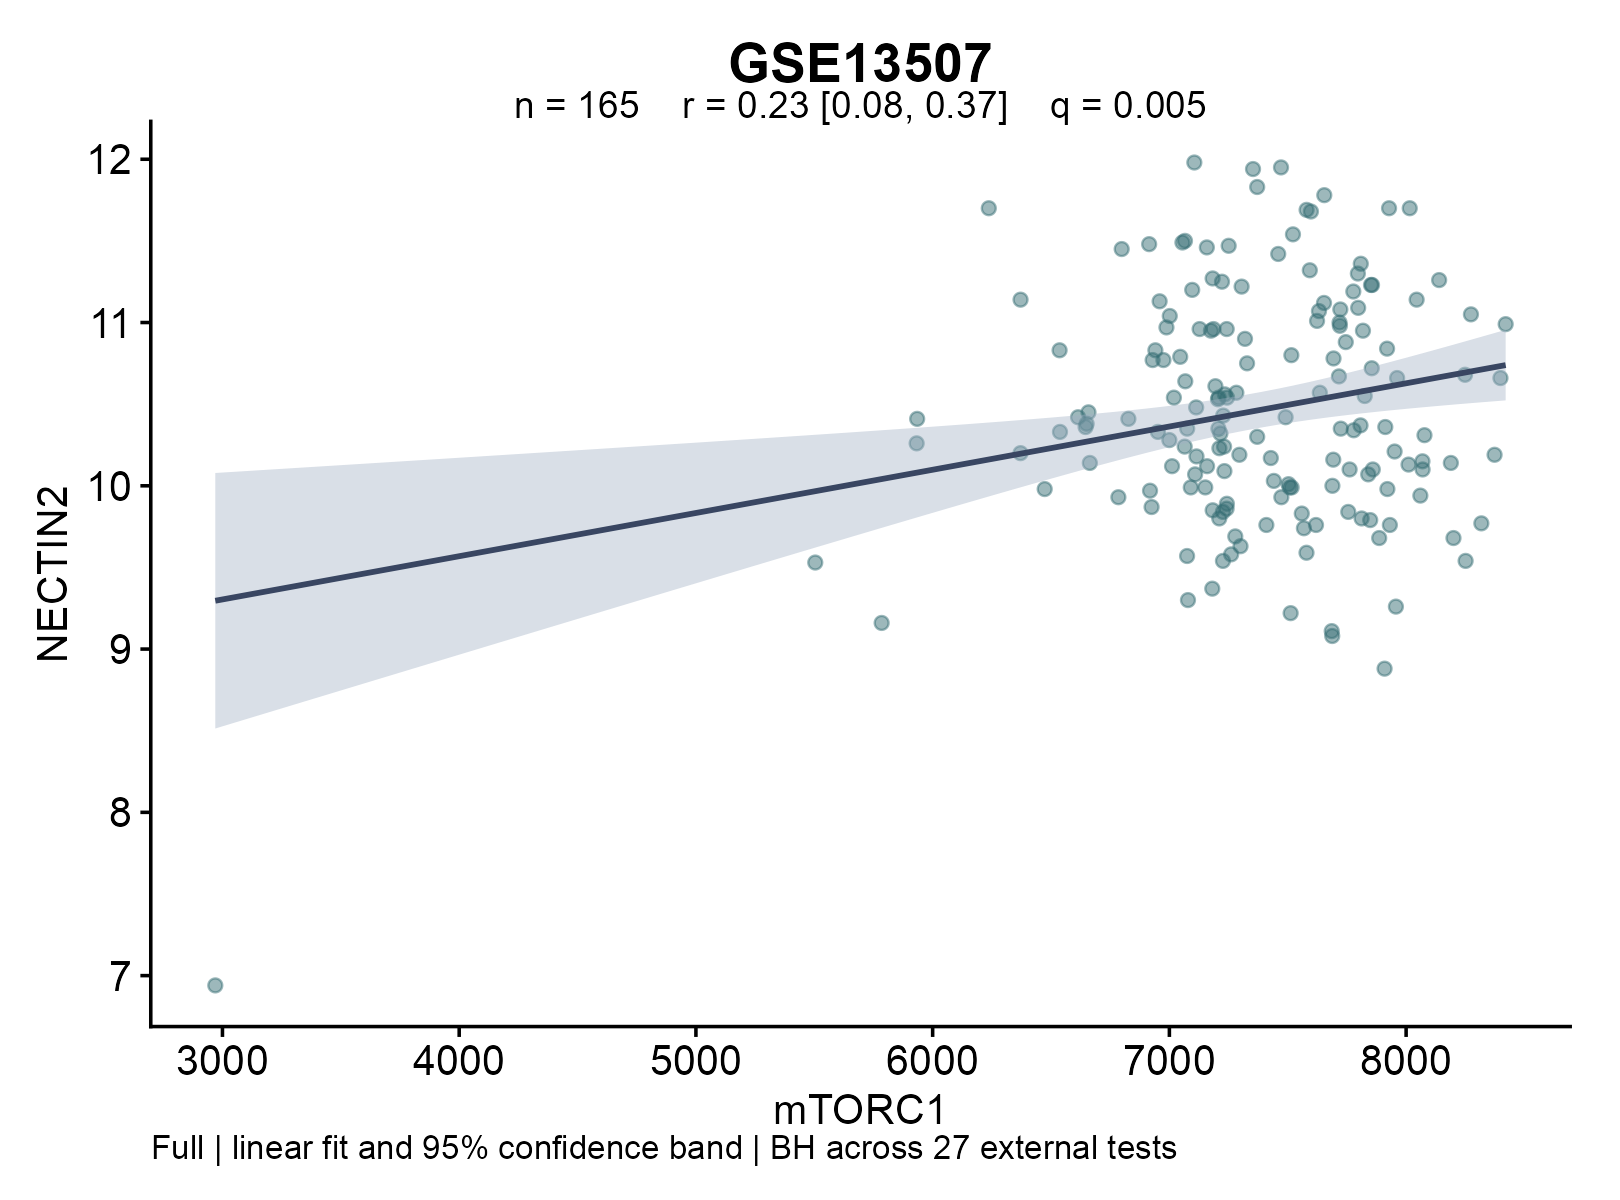 GSE13507
n = 165 r = 0.23 [0.08, 0.37] q = 0.005
NECTIN2
12
11
10
9
8
7
3000 4000 5000 6000 7000 8000
mTORC1
Full | linear fit and 95% confidence band | BH across 27 external tests